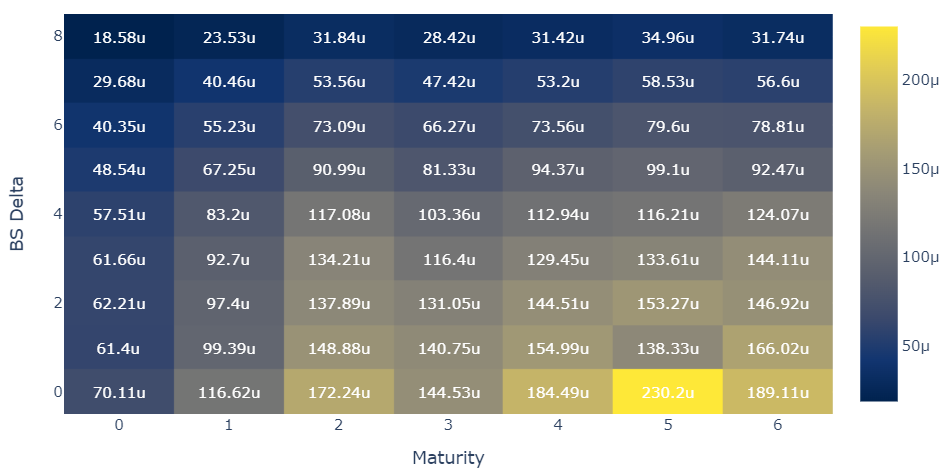 8 18.58u 23.53u 31.84u 28.42u 31.42u 34.96u 31.74u
29.68u 40.46u 53.56u 47.42u 53.2u 58.53u 56.6u
200µ
6 40.35u 55.23u 73.09u 66.27u 73.56u 79.6u 78.81u
48.54u 67.25u 90.99u 81.33u 94.37u 99.1u 92.47u
150µ
BS Delta
4 57.51u 83.2u 117.08u 103.36u 112.94u 116.21u 124.07u
61.66u 92.7u 134.21u 116.4u 129.45u 133.61u 144.11u
100µ
2 62.21u 97.4u 137.89u 131.05u 144.51u 153.27u 146.92u
61.4u 99.39u 148.88u 140.75u 154.99u 138.33u 166.02u
50µ
0 70.11u 116.62u 172.24u 144.53u 184.49u 230.2u 189.11u
0 1 2 3 4 5 6
Maturity